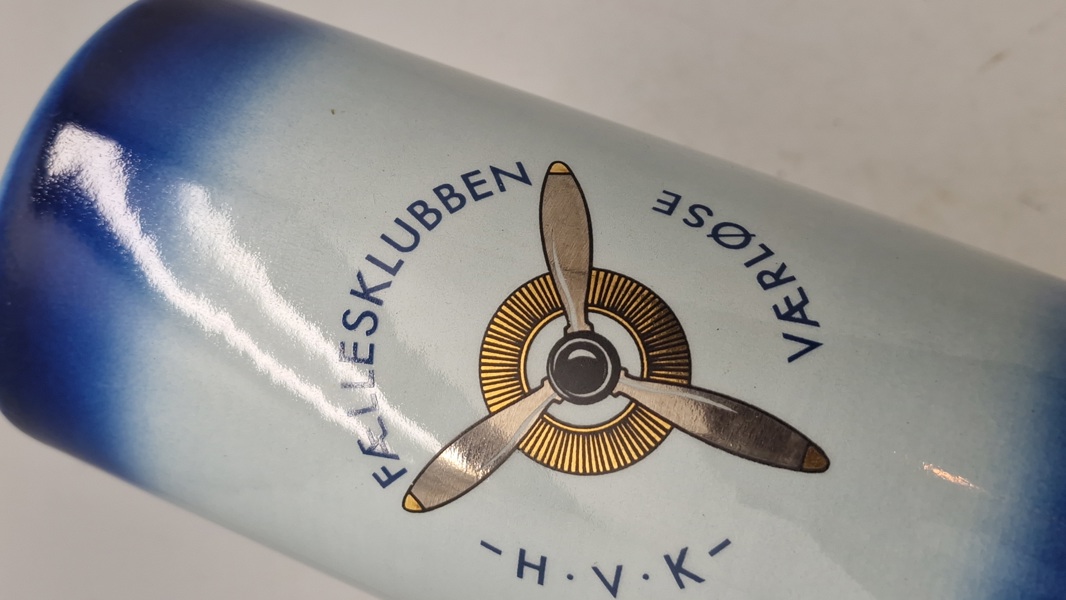 FÆLLESKLUBBEN
VÆRLØSE
- H · V · K -